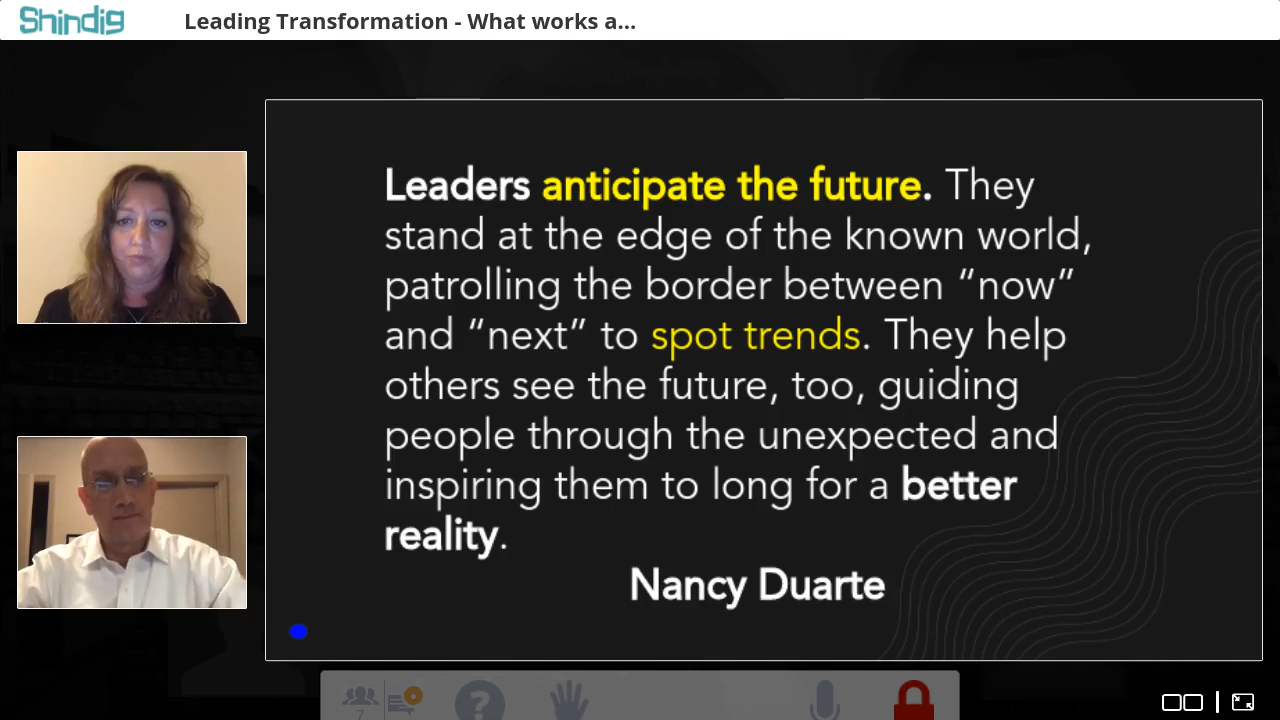 Shindig
Leading Transformation - What works a...
Leaders anticipate the future. They
stand at the edge of the known world,
patrolling the border between “now”
and “next” to spot trends. They help
others see the future, too, guiding
people through the unexpected and
inspiring them to long for a better
reality.
Nancy Duarte
?
7